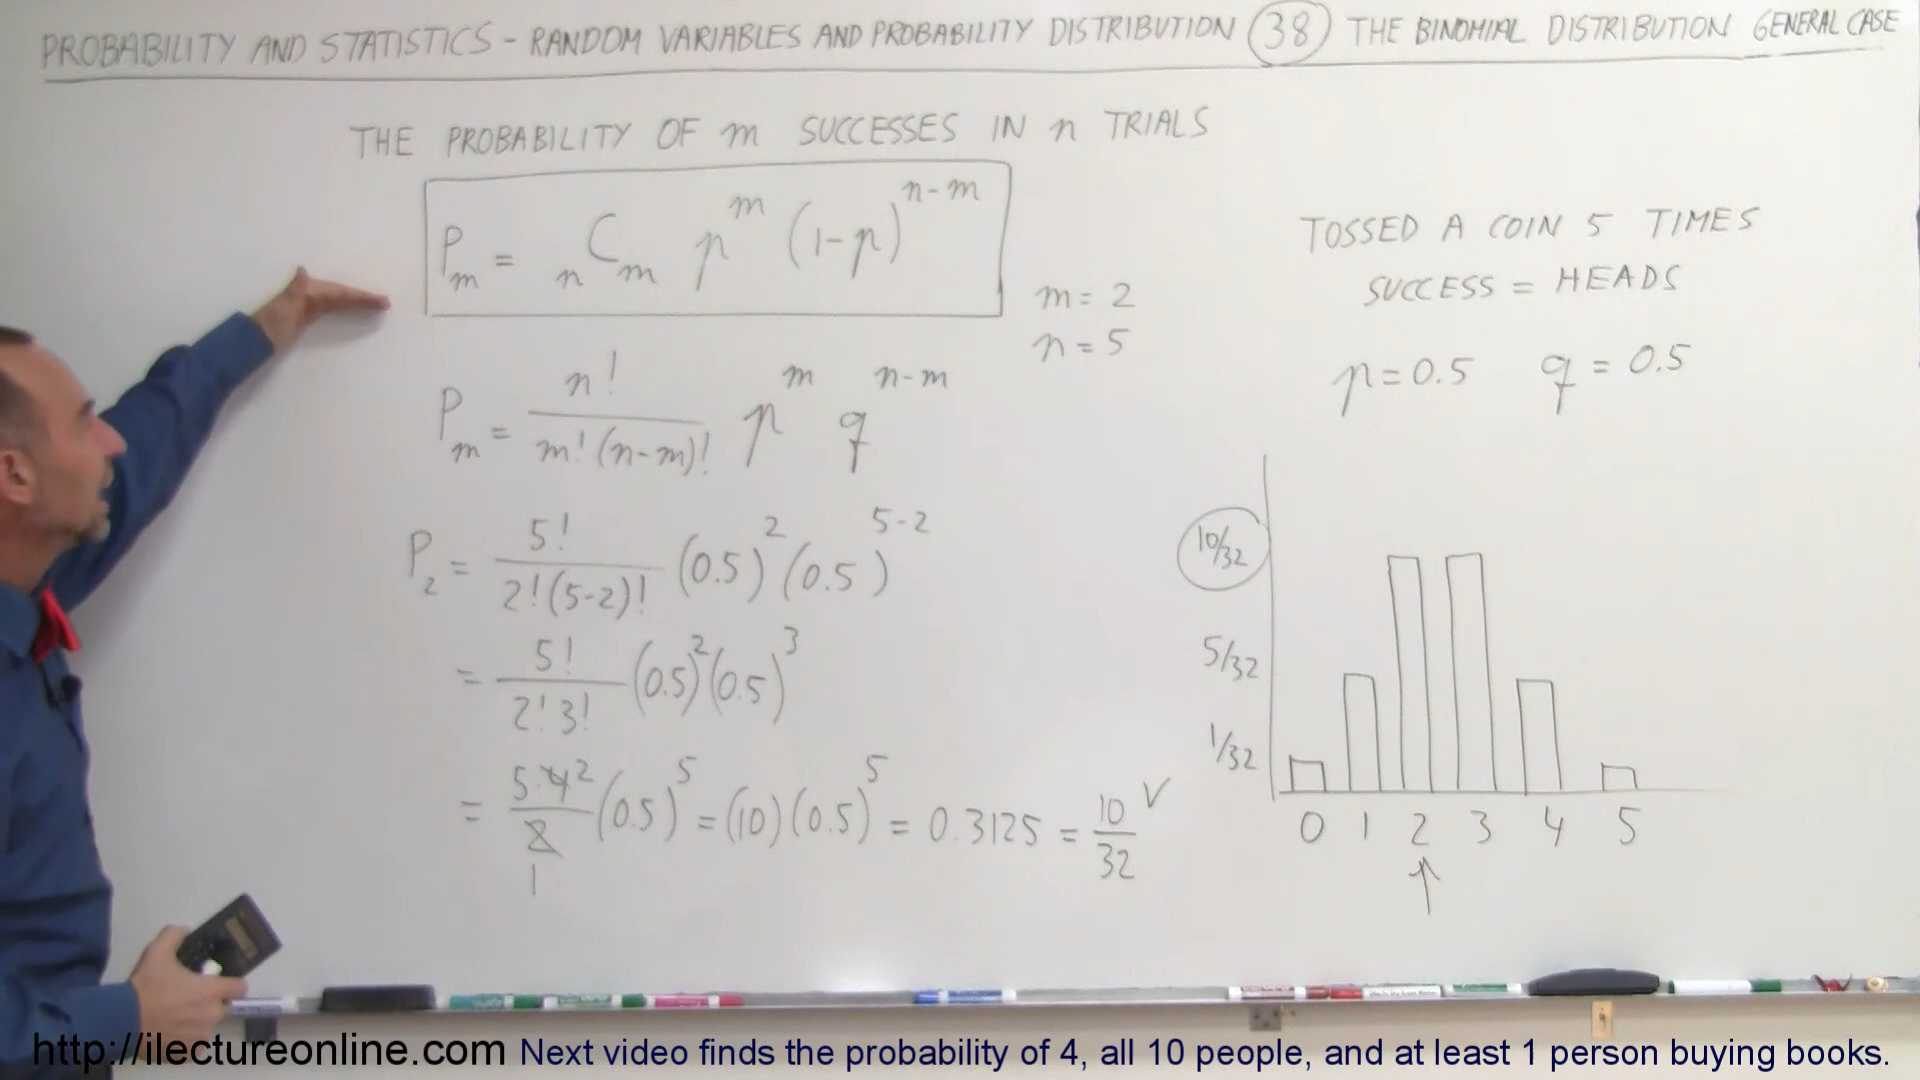 PROBABILITY AND STATISTICS - RANDOM VARIABLES AND PROBABILITY DISTRIBUTION 38 THE BINOMIAL DISTRIBUTION GENERAL CASE
THE PROBABILITY OF m SUCCESSES IN n TRIALS
P_m = nC_m p^m (1-p)^n-m
m = 2
n = 5
P_m = n! / m!(n-m)! p^m q^n-m
P_2 = 5! / 2!(5-2)! (0.5)^2 (0.5)^5-2
= 5! / 2! 3! (0.5)^2 (0.5)^3
= 5·4 2 / 2 1 (0.5)^5 = (10)(0.5)^5 = 0.3125 = 10/32 ✓
TOSSED A COIN 5 TIMES
SUCCESS = HEADS
p = 0.5 q = 0.5
10/32
5/32
1/32
0 1 2 3 4 5
http://ilectureonline.com Next video finds the probability of 4, all 10 people, and at least 1 person buying books.